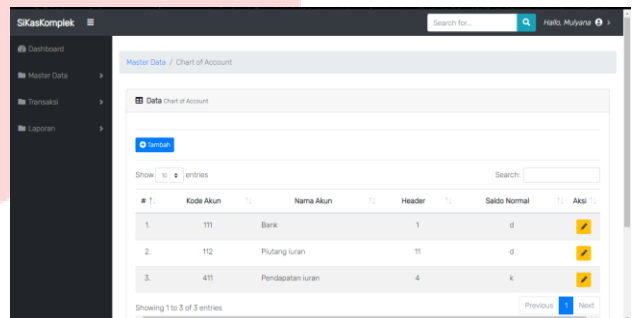 SiKasKomplek
Search for...
Hallo, Mulyana
Dashboard
Master Data
Transaksi
Laporan
Master Data / Chart of Account
Data Chart of Account
Tambah
Show 10 entries
Search:
# Kode Akun Nama Akun Header Saldo Normal Aksi
1. 111 Bank 1 d
2. 112 Piutang iuran 11 d
3. 411 Pendapatan iuran 4 k
Showing 1 to 3 of 3 entries
Previous 1 Next